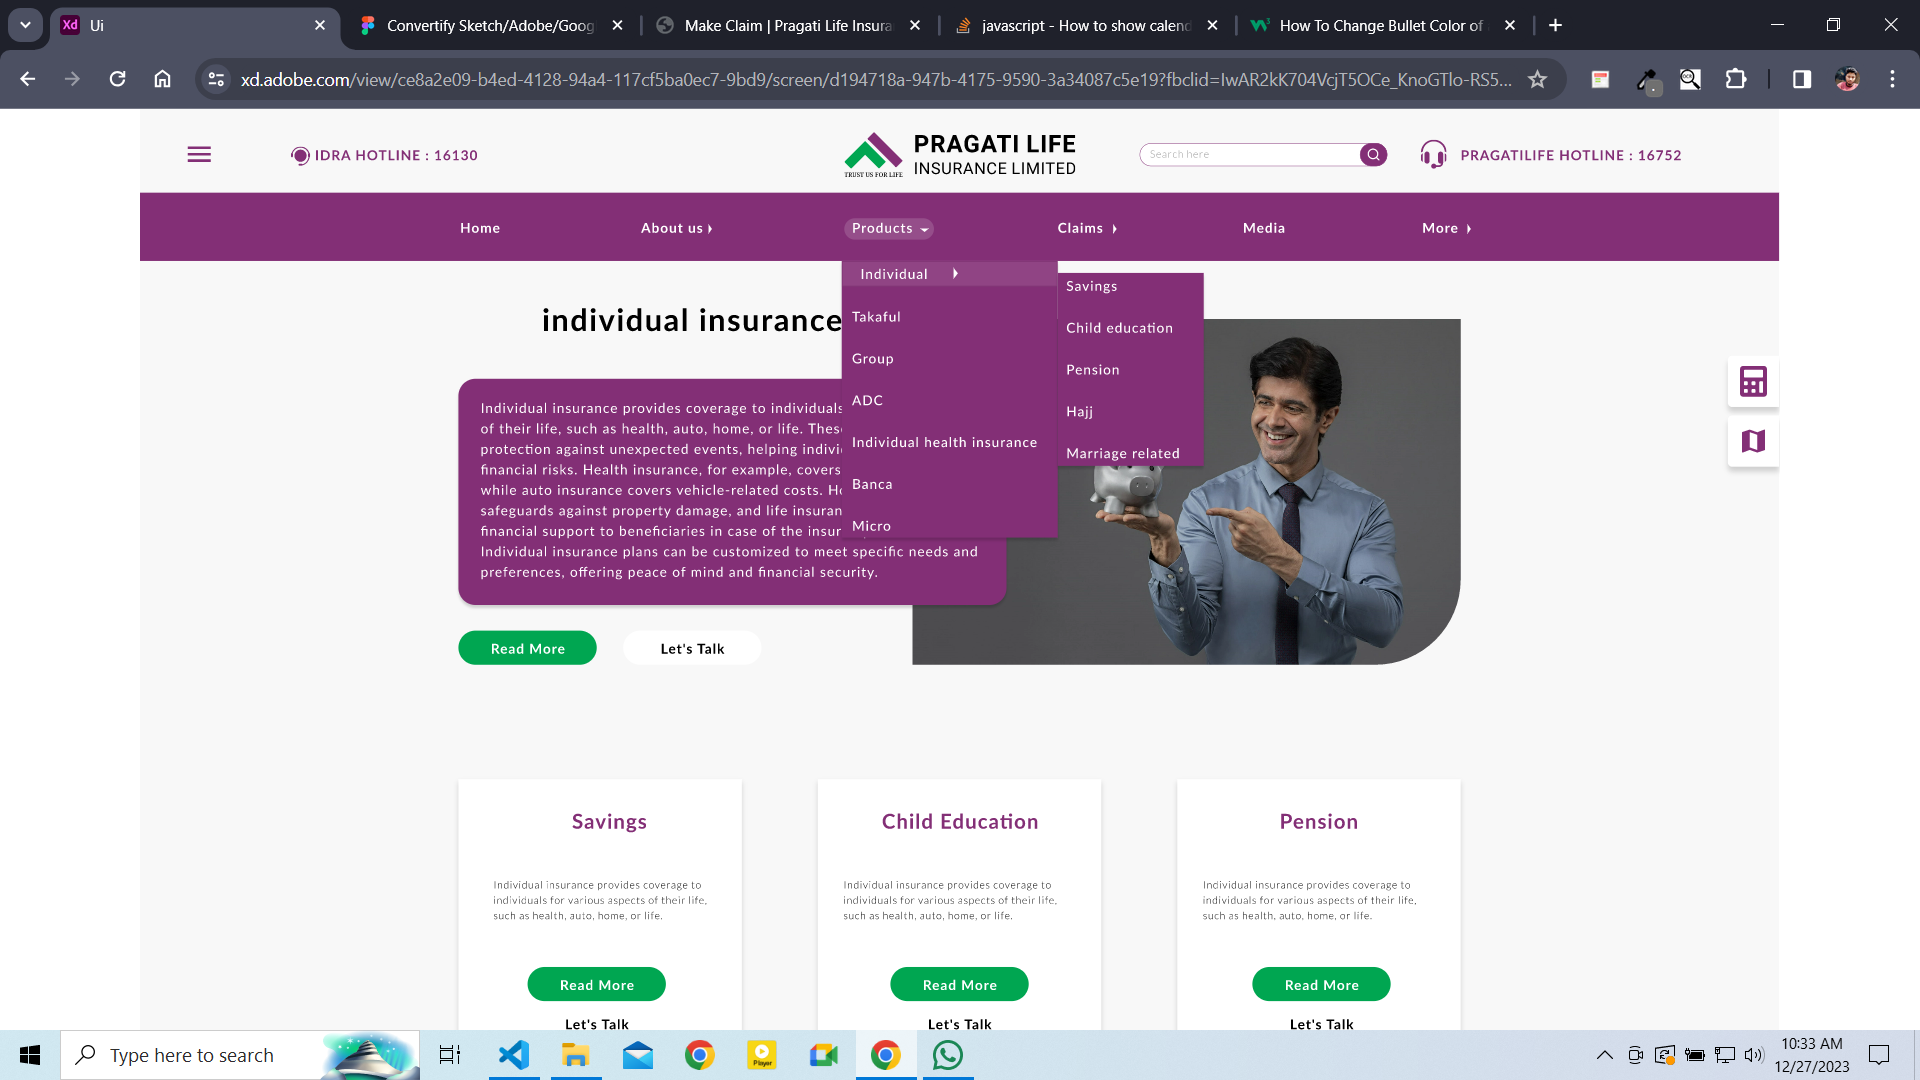 Ui
Convertify Sketch/Adobe/Goog
Make Claim | Pragati Life Insura
javascript - How to show calend
How To Change Bullet Color of
xd.adobe.com/view/ce8a2e09-b4ed-4128-94a4-117cf5ba0ec7-9bd9/screen/d194718a-947b-4175-9590-3a34087c5e19?fbclid=IwAR2kK704VcjT5OCe_KnoGTlo-RS5...
IDRA HOTLINE : 16130
PRAGATI LIFE
INSURANCE LIMITED
TRUST US FOR LIFE
Search here
PRAGATILIFE HOTLINE : 16752
Home
About us
Products
Claims
Media
More
Individual
Takaful
Group
ADC
Individual health insurance
Banca
Micro
Savings
Child education
Pension
Hajj
Marriage related
individual insurance
Individual insurance provides coverage to individuals
of their life, such as health, auto, home, or life. These
protection against unexpected events, helping indivi
financial risks. Health insurance, for example, covers
while auto insurance covers vehicle-related costs. Ho
safeguards against property damage, and life insuran
financial support to beneficiaries in case of the insur
Individual insurance plans can be customized to meet specific needs and
preferences, offering peace of mind and financial security.
Read More
Let's Talk
Savings
Individual insurance provides coverage to
individuals for various aspects of their life,
such as health, auto, home, or life.
Read More
Let's Talk
Child Education
Individual insurance provides coverage to
individuals for various aspects of their life,
such as health, auto, home, or life.
Read More
Let's Talk
Pension
Individual insurance provides coverage to
individuals for various aspects of their life,
such as health, auto, home, or life.
Read More
Let's Talk
Type here to search
10:33 AM
12/27/2023